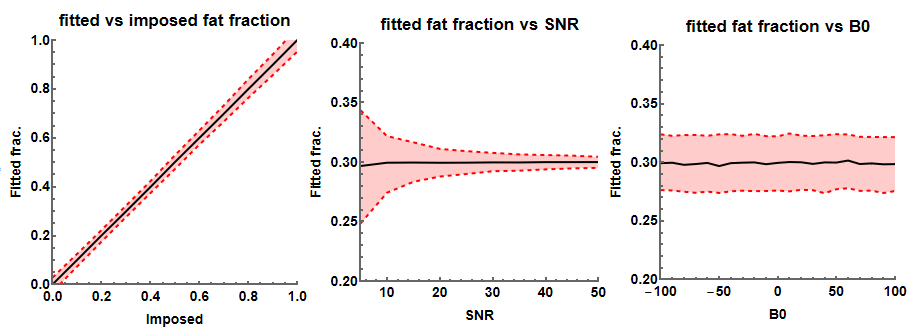 fitted vs imposed fat fraction
1.0
0.8
0.6
0.4
0.2
0.0
Fitted frac.
0.0 0.2 0.4 0.6 0.8 1.0
Imposed
fitted fat fraction vs SNR
0.40
0.35
0.30
0.25
0.20
Fitted frac.
10 20 30 40 50
SNR
fitted fat fraction vs B0
0.40
0.35
0.30
0.25
0.20
Fitted frac.
−100 −50 0 50 100
B0